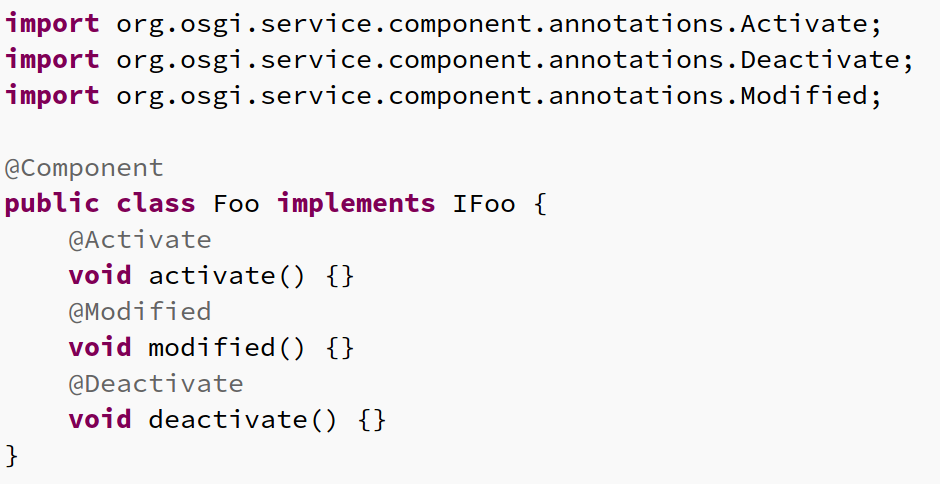 import org.osgi.service.component.annotations.Activate;
import org.osgi.service.component.annotations.Deactivate;
import org.osgi.service.component.annotations.Modified;

@Component
public class Foo implements IFoo {
    @Activate
    void activate() {}
    @Modified
    void modified() {}
    @Deactivate
    void deactivate() {}
}